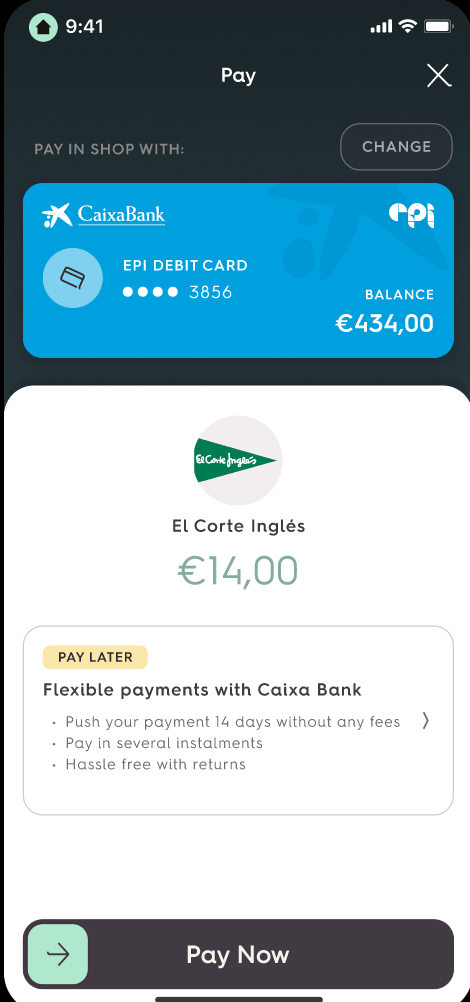 9:41
Pay
PAY IN SHOP WITH:
CHANGE
CaixaBank
epi
EPI DEBIT CARD
•••• 3856
BALANCE
€434,00
El Corte Inglés
El Corte Inglés
€14,00
PAY LATER
Flexible payments with Caixa Bank
· Push your payment 14 days without any fees
· Pay in several instalments
· Hassle free with returns
Pay Now